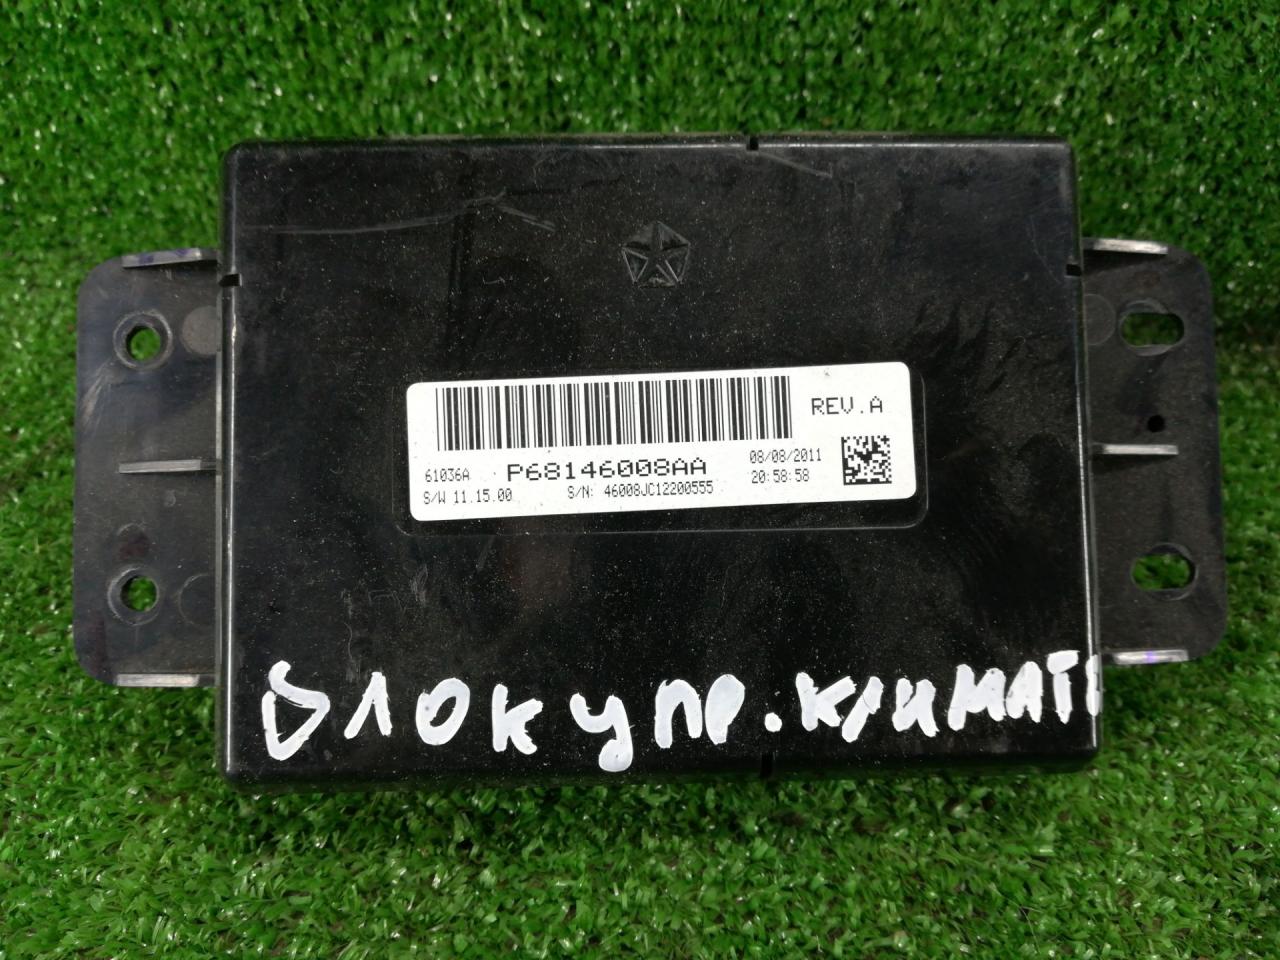 REV.A
61036A P68146008AA 08/08/2011
S/W 11.15.00 S/N: 46008JC12200555 20:58:58
Блок упр. климат